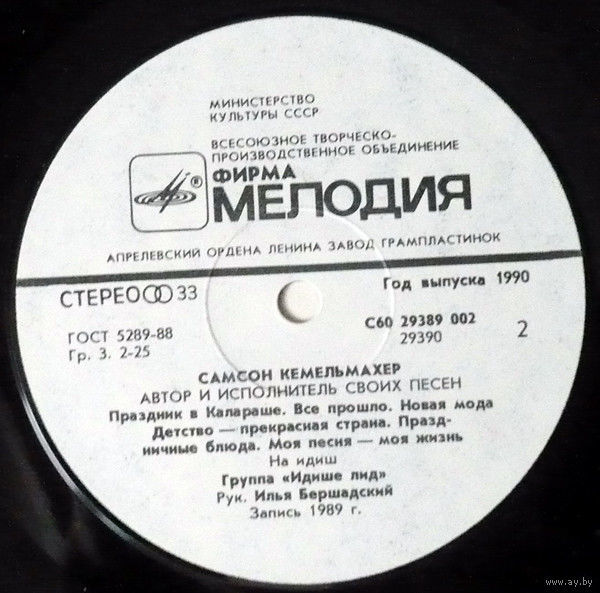 МИНИСТЕРСТВО
КУЛЬТУРЫ СССР
ВСЕСОЮЗНОЕ ТВОРЧЕСКО-
ПРОИЗВОДСТВЕННОЕ ОБЪЕДИНЕНИЕ
ФИРМА
® МЕЛОДИЯ
АПРЕЛЕВСКИЙ ОРДЕНА ЛЕНИНА ЗАВОД ГРАМПЛАСТИНОК
СТЕРЕО 33
Год выпуска 1990
ГОСТ 5289-88
Гр. 3. 2-25
С60 29389 002
29390
2
САМСОН КЕМЕЛЬМАХЕР
АВТОР И ИСПОЛНИТЕЛЬ СВОИХ ПЕСЕН
Праздник в Калараше. Все прошло. Новая мода
Детство — прекрасная страна. Празд-
ничные блюда. Моя песня — моя жизнь
На идиш
Группа «Идише лид»
Рук. Илья Бершадский
Запись 1989 г.
www.ay.by